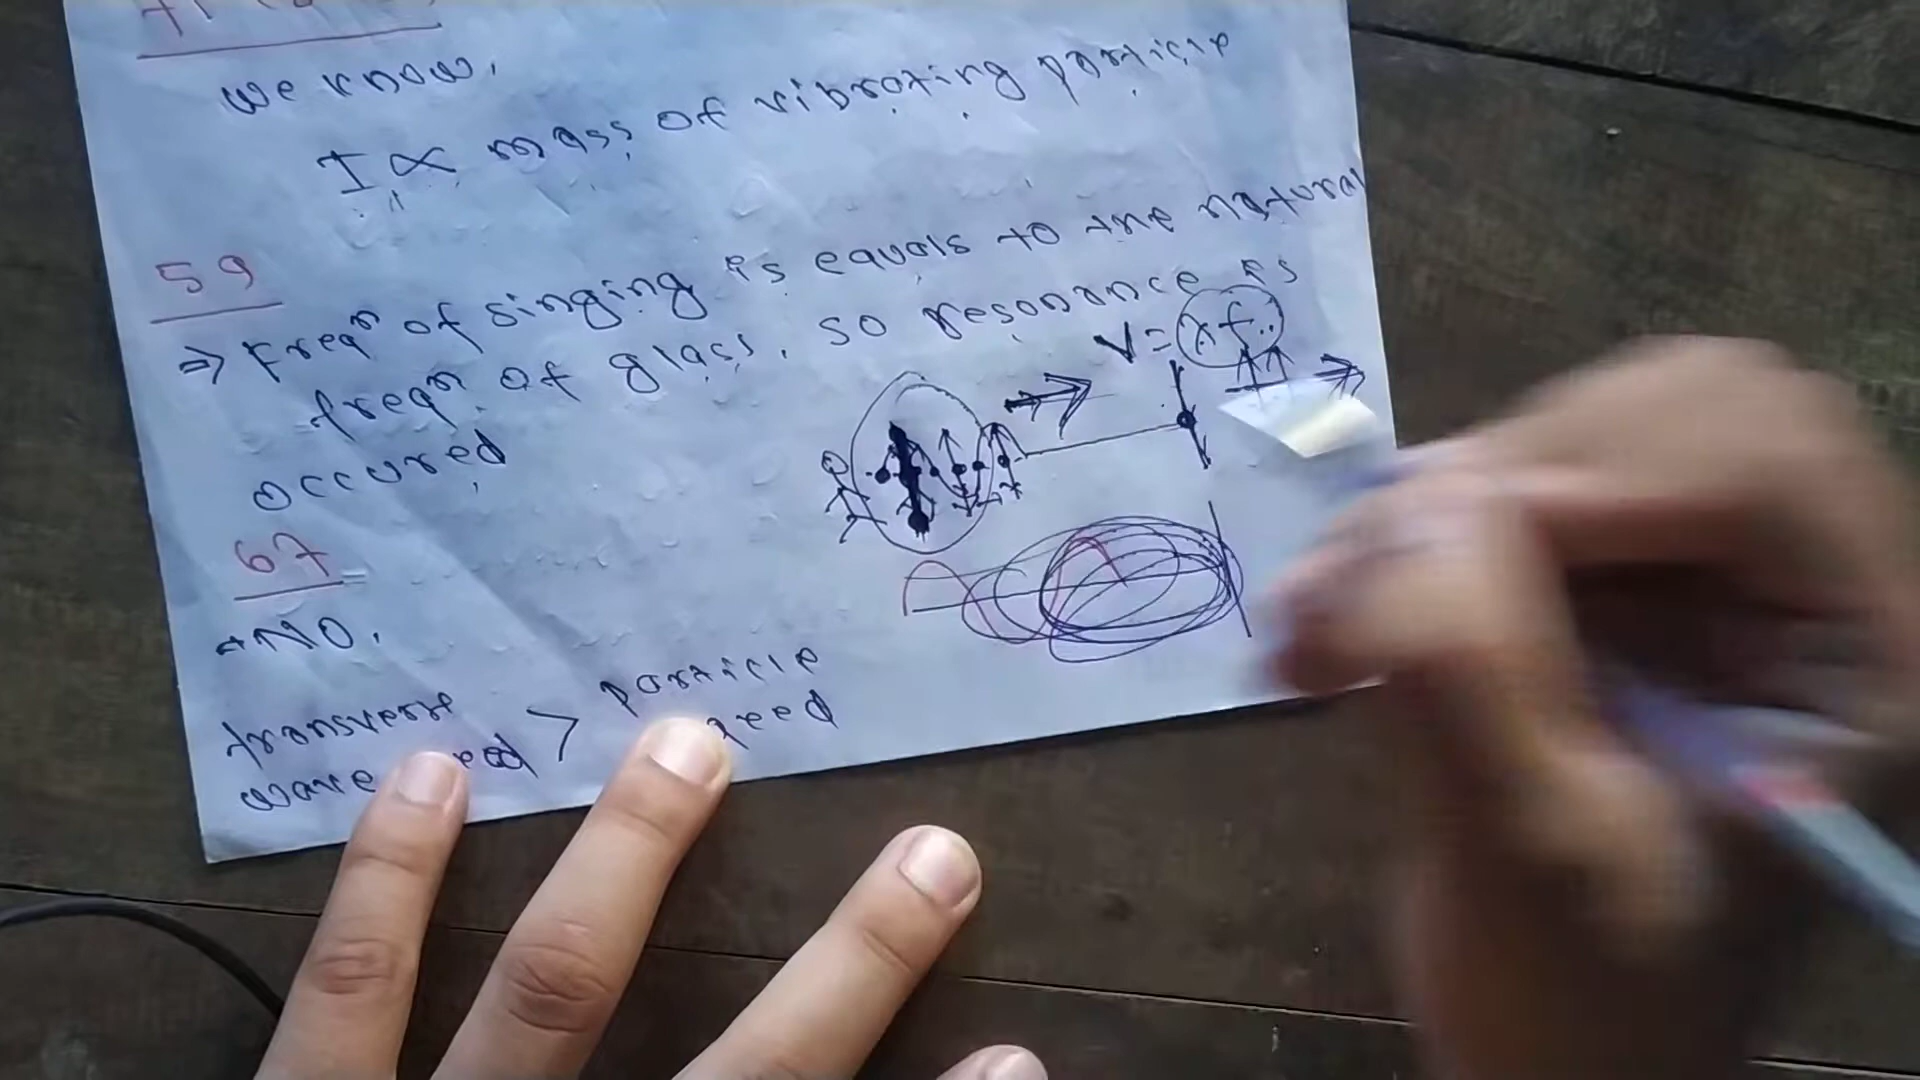 we know,
I ∝ mass of vibrating particle
59
⇒ Freqn of singing is equals to the natural
freqn of glass, so resonance is
occured
V = λf
67
→ NO.
transverse
wave > particle